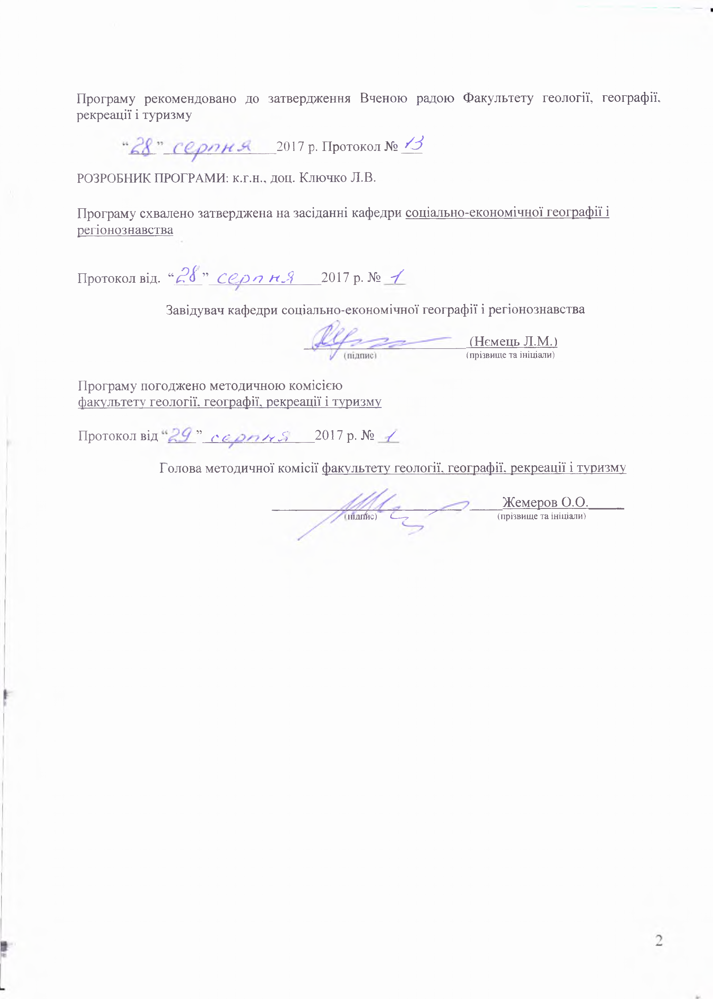 Програму рекомендовано до затвердження Вченою радою Факультету геології, географії,
рекреації і туризму
“28” серпня 2017 р. Протокол № 13
РОЗРОБНИК ПРОГРАМИ: к.г.н., доц. Ключко Л.В.
Програму схвалено затверджена на засіданні кафедри соціально-економічної географії і
регіонознавства
Протокол від. “28” серпня 2017 р. № 1
Завідувач кафедри соціально-економічної географії і регіонознавства
(Нємець Л.М.)
(підпис) (прізвище та ініціали)
Програму погоджено методичною комісією
факультету геології, географії, рекреації і туризму
Протокол від “29” серпня 2017 р. № 1
Голова методичної комісії факультету геології, географії, рекреації і туризму
Жемеров О.О.
(підпис) (прізвище та ініціали)
2